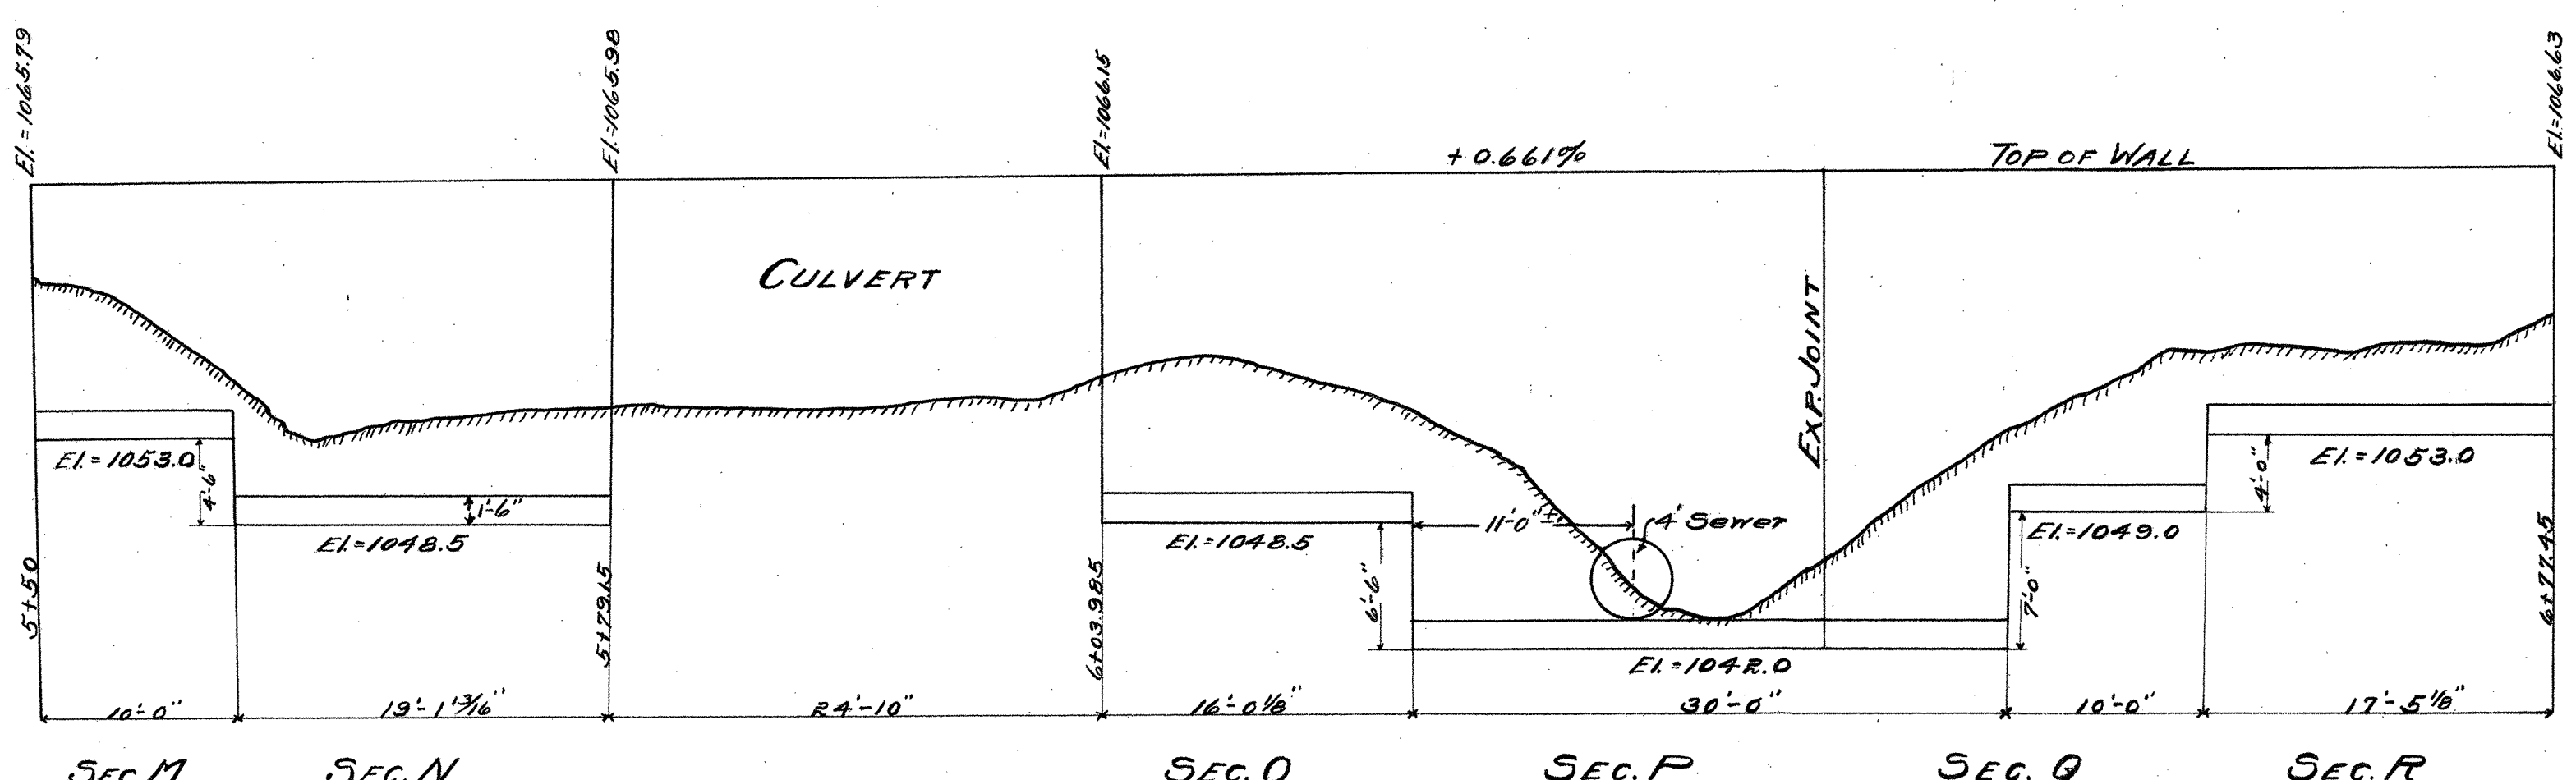 El.=1065.79
El.=1065.98
El.=1066.15
El.=1066.63
+ 0.661%
TOP OF WALL
CULVERT
EXP. JOINT
El.=1053.0
4'-6"
1'-6"
El.=1048.5
El.=1048.5
11'-0"±
4' Sewer
6'-6"
El.=1042.0
7'-0"
El.=1049.0
4'-0"
El.=1053.0
5+50
5+79.15
6+03.985
6+77.45
10'-0"
19'-1 13/16"
24'-10"
16'-0 1/8"
30'-0"
10'-0"
17'-5 1/8"
SEC. M
SEC. N
SEC. O
SEC. P
SEC. Q
SEC. R